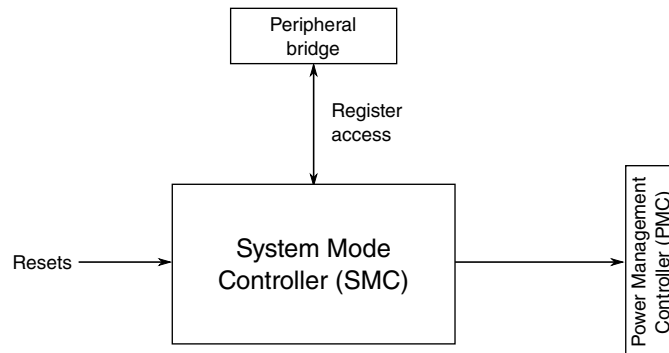 Peripheral
bridge
Register
access
Resets
System Mode
Controller (SMC)
Power Management
Controller (PMC)